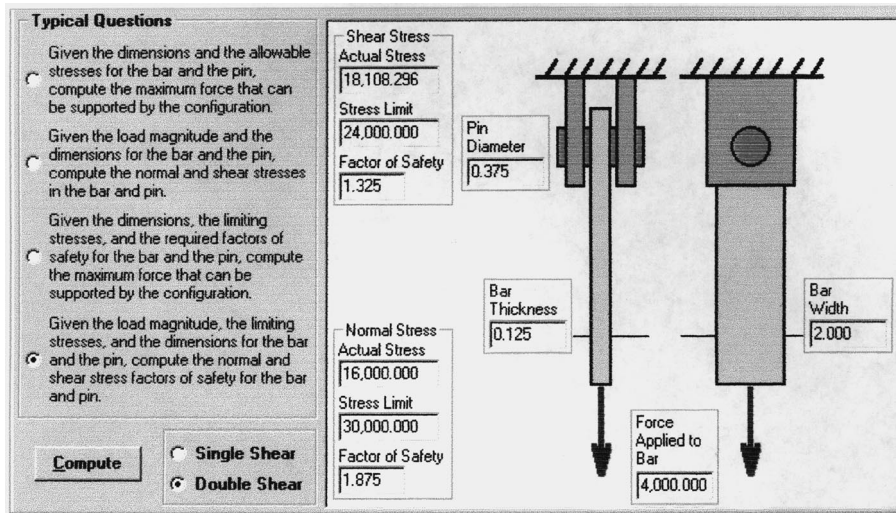 Typical Questions
Given the dimensions and the allowable
stresses for the bar and the pin,
compute the maximum force that can
be supported by the configuration.
Given the load magnitude and the
dimensions for the bar and the pin,
compute the normal and shear stresses
in the bar and pin.
Given the dimensions, the limiting
stresses, and the required factors of
safety for the bar and the pin, compute
the maximum force that can be
supported by the configuration.
Given the load magnitude, the limiting
stresses, and the dimensions for the bar
and the pin, compute the normal and
shear stress factors of safety for the bar
and pin.
Compute
Single Shear
Double Shear
Shear Stress
Actual Stress
18,108.296
Stress Limit
24,000.000
Factor of Safety
1.325
Normal Stress
Actual Stress
16,000.000
Stress Limit
30,000.000
Factor of Safety
1.875
Pin
Diameter
0.375
Bar
Thickness
0.125
Bar
Width
2.000
Force
Applied to
Bar
4,000.000